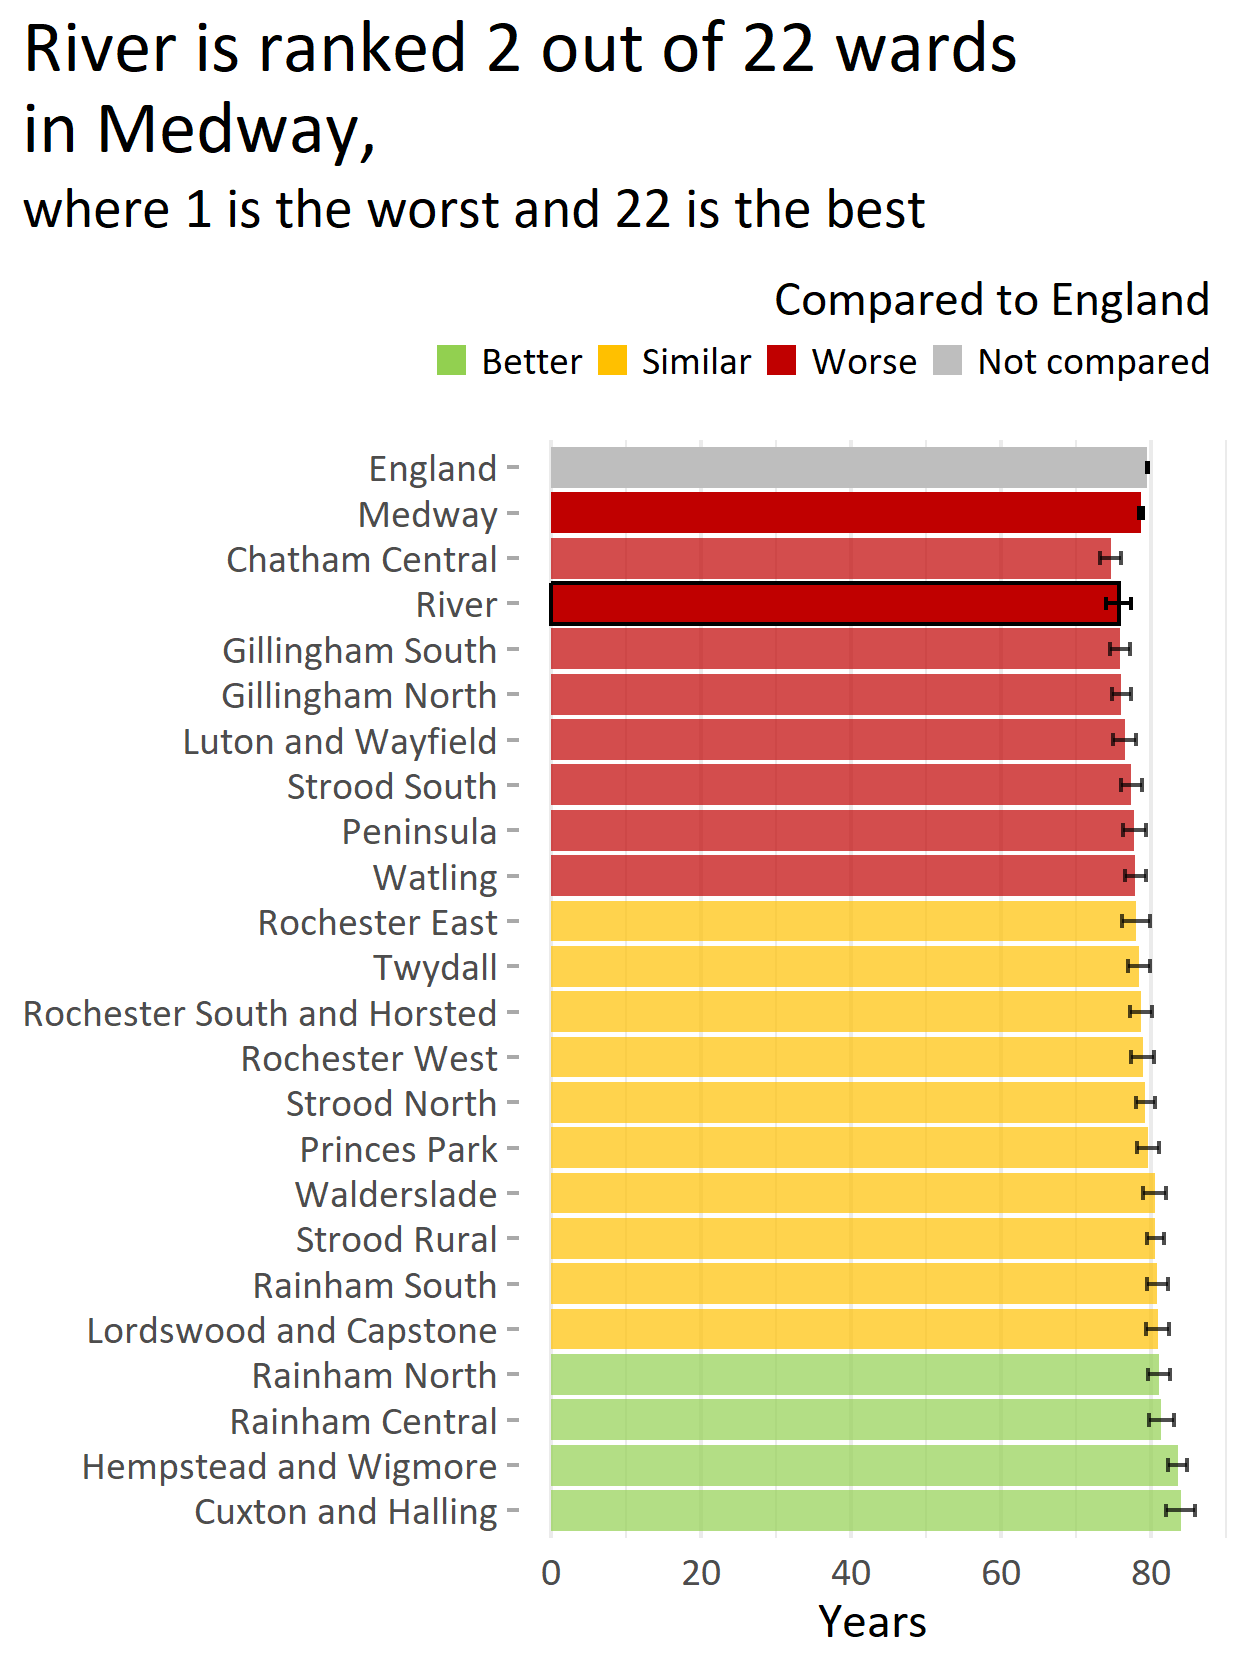 River is ranked 2 out of 22 wards
in Medway,
where 1 is the worst and 22 is the best
Compared to England
Better Similar Worse Not compared
England
Medway
Chatham Central
River
Gillingham South
Gillingham North
Luton and Wayfield
Strood South
Peninsula
Watling
Rochester East
Twydall
Rochester South and Horsted
Rochester West
Strood North
Princes Park
Walderslade
Strood Rural
Rainham South
Lordswood and Capstone
Rainham North
Rainham Central
Hempstead and Wigmore
Cuxton and Halling
0 20 40 60 80
Years